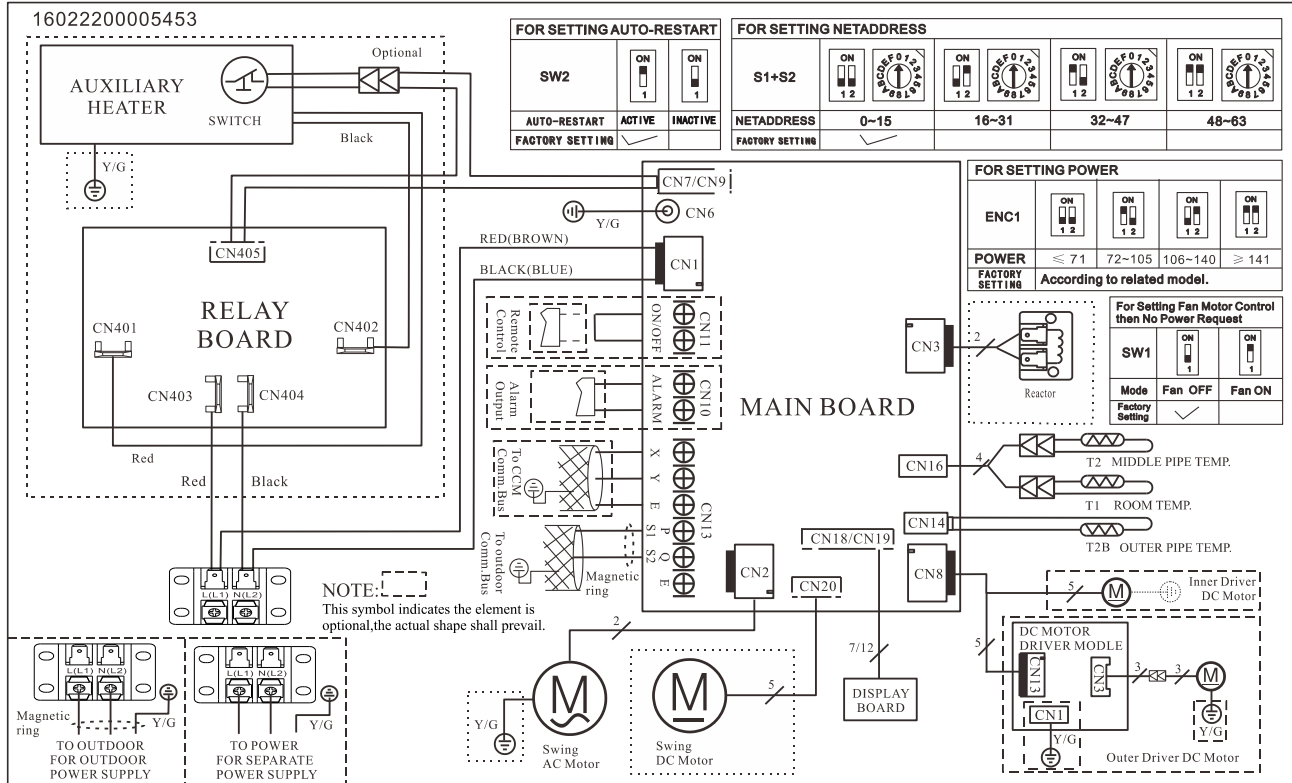 16022200005453
AUXILIARY
HEATER
SWITCH
Optional
Black
Y/G
CN405
RELAY
BOARD
CN401
CN402
CN403
CN404
Red
Red
Black
FOR SETTING AUTO-RESTART
SW2
ON
1
ON
1
AUTO-RESTART ACTIVE INACTIVE
FACTORY SETTING
FOR SETTING NETADDRESS
S1+S2
ON
1 2
ON
1 2
ON
1 2
ON
1 2
NETADDRESS 0~15 16~31 32~47 48~63
FACTORY SETTING
FOR SETTING POWER
ENC1
ON
1 2
ON
1 2
ON
1 2
ON
1 2
POWER ≤ 71 72~105 106~140 ≥ 141
FACTORY
SETTING
According to related model.
For Setting Fan Motor Control
then No Power Request
SW1
ON
1
ON
1
Mode Fan OFF Fan ON
Factory
Setting
CN7/CN9
CN6
Y/G
RED(BROWN)
BLACK(BLUE)
CN1
Remote
Control
ON/OFF
CN11
Alarm
Output
ALARM
CN10
MAIN BOARD
To CCM
Comm.Bus
X
Y
E
CN13
To outdoor
Comm.Bus
S1
S2
P
Q
E
Magnetic
ring
CN3
2
Reactor
CN16
4
T2 MIDDLE PIPE TEMP.
T1 ROOM TEMP.
CN14
T2B OUTER PIPE TEMP.
CN18/CN19
CN2
CN20
CN8
5
Inner Driver
DC Motor
M
5
DC MOTOR
DRIVER MODLE
CN13
CN3
3
3
M
Y/G
CN1
Y/G
Outer Driver DC Motor
7/12
DISPLAY
BOARD
2
M
Y/G
Swing
AC Motor
M
5
Swing
DC Motor
NOTE:
This symbol indicates the element is
optional,the actual shape shall prevail.
L(L1) N(L2)
L(L1) N(L2)
Magnetic
ring
Y/G
TO OUTDOOR
FOR OUTDOOR
POWER SUPPLY
L(L1) N(L2)
Y/G
TO POWER
FOR SEPARATE
POWER SUPPLY